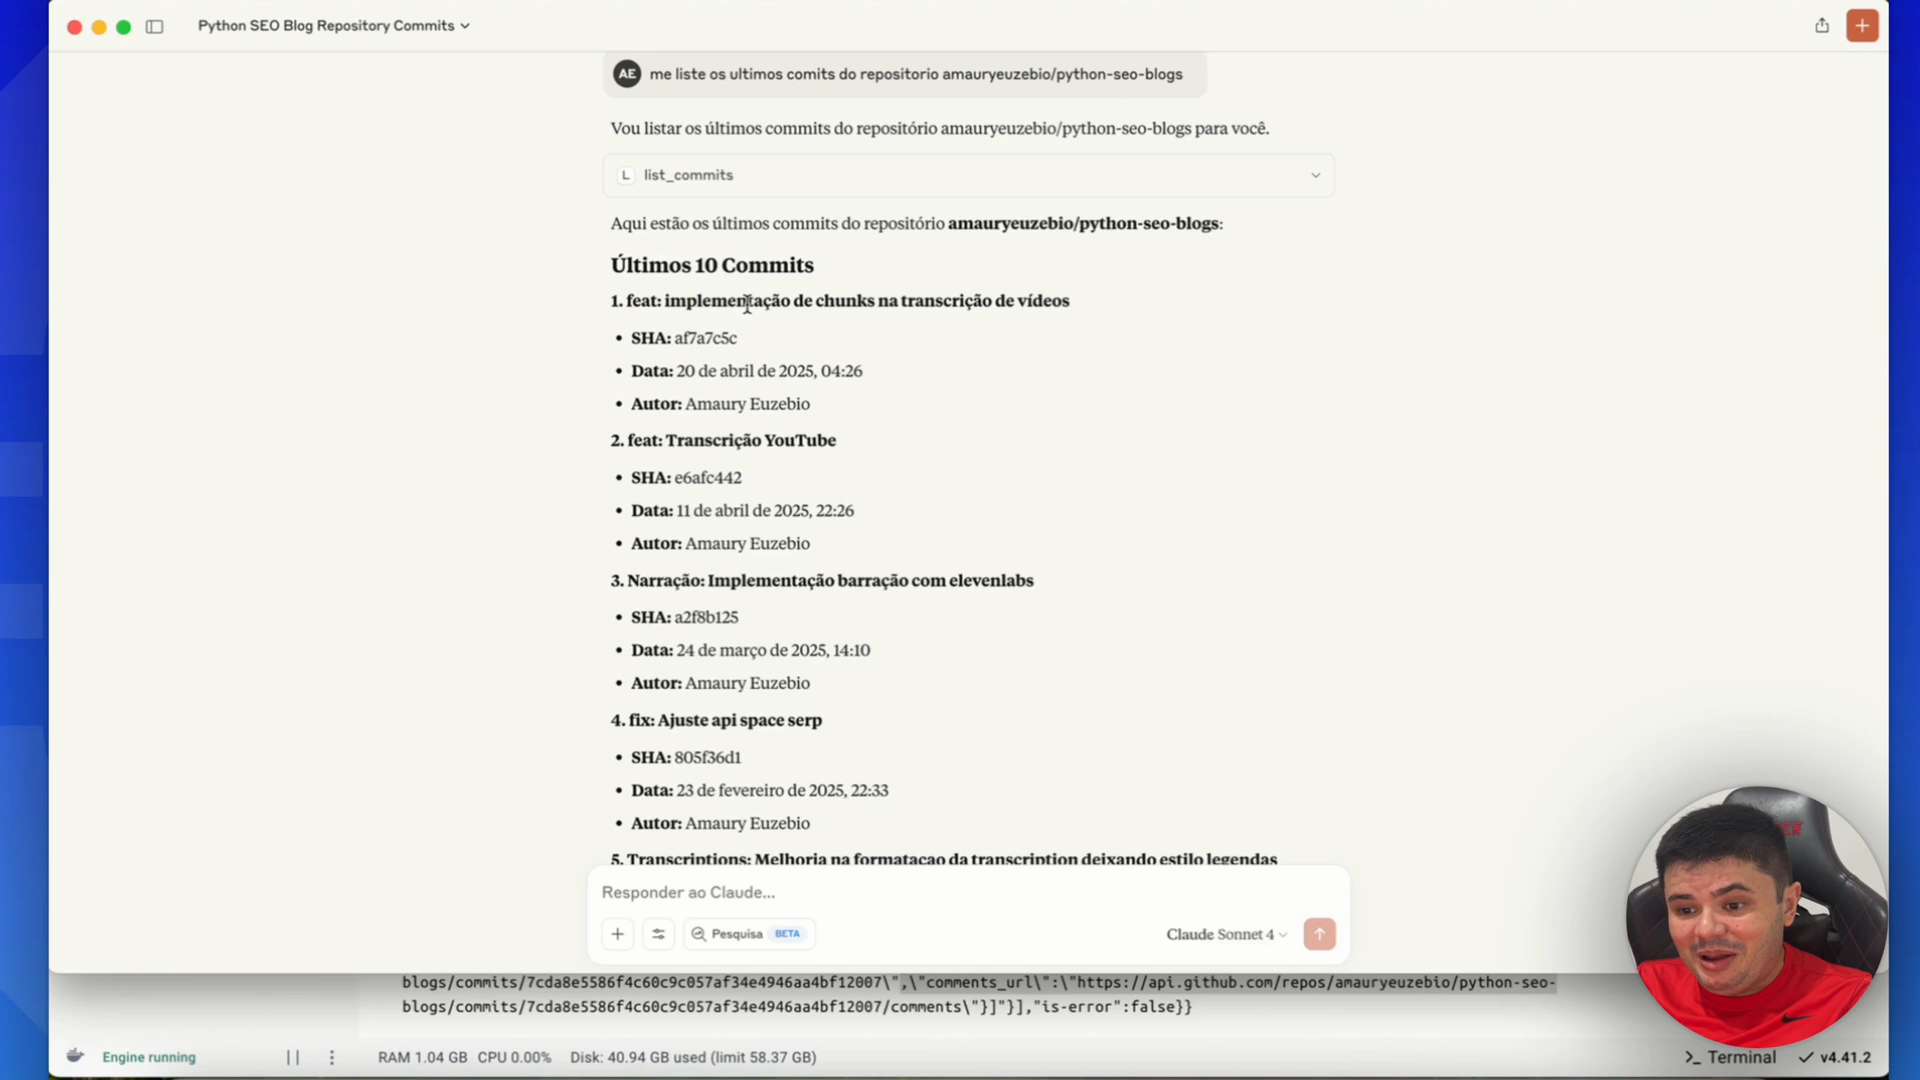 Python SEO Blog Repository Commits
AE me liste os ultimos comits do repositorio amauryeuzebio/python-seo-blogs
Vou listar os últimos commits do repositório amauryeuzebio/python-seo-blogs para você.
L list_commits
Aqui estão os últimos commits do repositório amauryeuzebio/python-seo-blogs:
Últimos 10 Commits
1. feat: implementação de chunks na transcrição de vídeos
• SHA: af7a7c5c
• Data: 20 de abril de 2025, 04:26
• Autor: Amaury Euzebio
2. feat: Transcrição YouTube
• SHA: e6afc442
• Data: 11 de abril de 2025, 22:26
• Autor: Amaury Euzebio
3. Narração: Implementação barração com elevenlabs
• SHA: a2f8b125
• Data: 24 de março de 2025, 14:10
• Autor: Amaury Euzebio
4. fix: Ajuste api space serp
• SHA: 805f36d1
• Data: 23 de fevereiro de 2025, 22:33
• Autor: Amaury Euzebio
5. Transcriptions: Melhoria na formatacao da transcription deixando estilo legendas
Responder ao Claude...
Pesquisa BETA
Claude Sonnet 4
blogs/commits/7cda8e5586f4c60c9c057af34e4946aa4bf12007\",\"comments_url\":\"https://api.github.com/repos/amauryeuzebio/python-seo-
blogs/commits/7cda8e5586f4c60c9c057af34e4946aa4bf12007/comments\"}]"}],"is-error":false}}
Engine running
RAM 1.04 GB CPU 0.00% Disk: 40.94 GB used (limit 58.37 GB)
>_ Terminal
v4.41.2